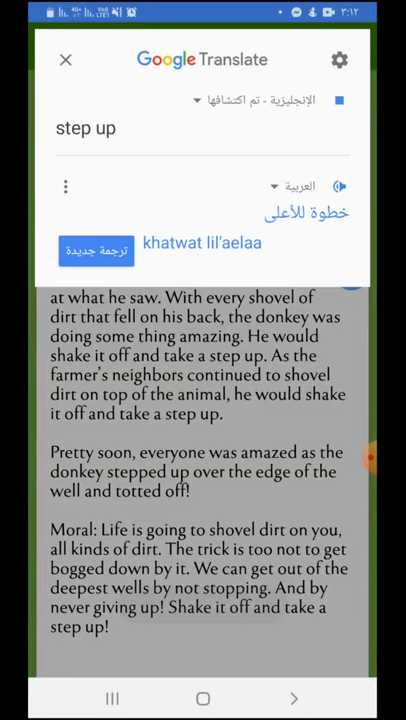 ٣:١٢
Google Translate
الإنجليزية - تم اكتشافها
step up
العربية
خطوة للأعلى
khatwat lil'aelaa
ترجمة جديدة
at what he saw. With every shovel of
dirt that fell on his back, the donkey was
doing some thing amazing. He would
shake it off and take a step up. As the
farmer's neighbors continued to shovel
dirt on top of the animal, he would shake
it off and take a step up.
Pretty soon, everyone was amazed as the
donkey stepped up over the edge of the
well and totted off!
Moral: Life is going to shovel dirt on you,
all kinds of dirt. The trick is too not to get
bogged down by it. We can get out of the
deepest wells by not stopping. And by
never giving up! Shake it off and take a
step up!